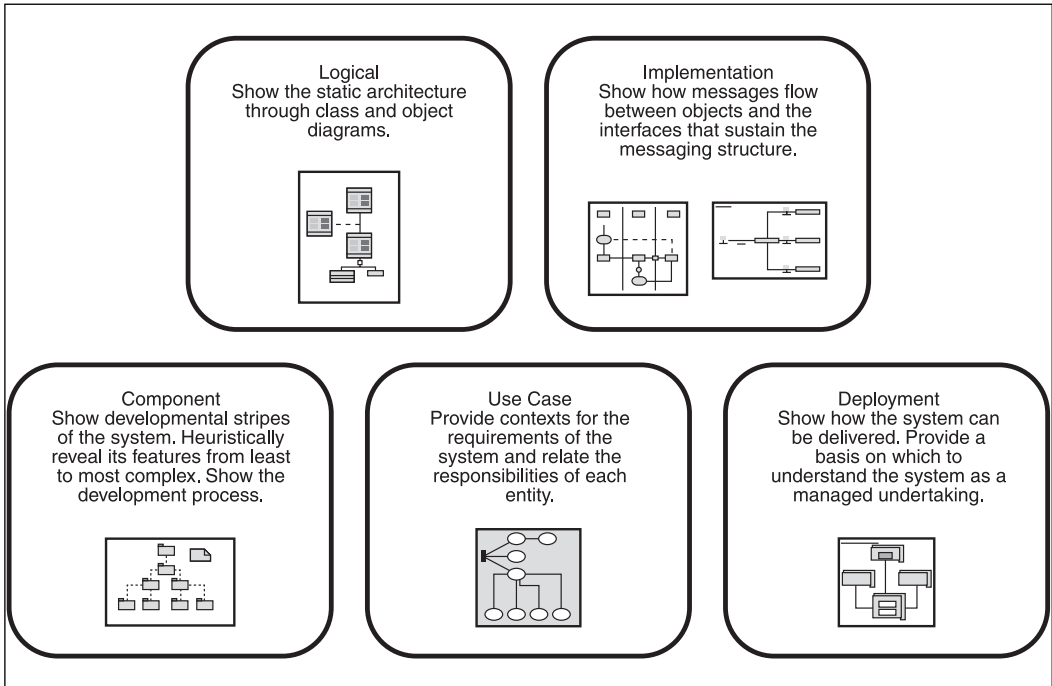 Logical
Show the static architecture
through class and object
diagrams.
Implementation
Show how messages flow
between objects and the
interfaces that sustain the
messaging structure.
Component
Show developmental stripes
of the system. Heuristically
reveal its features from least
to most complex. Show the
development process.
Use Case
Provide contexts for the
requirements of the
system and relate the
responsibilities of each
entity.
Deployment
Show how the system can
be delivered. Provide a
basis on which to
understand the system as a
managed undertaking.